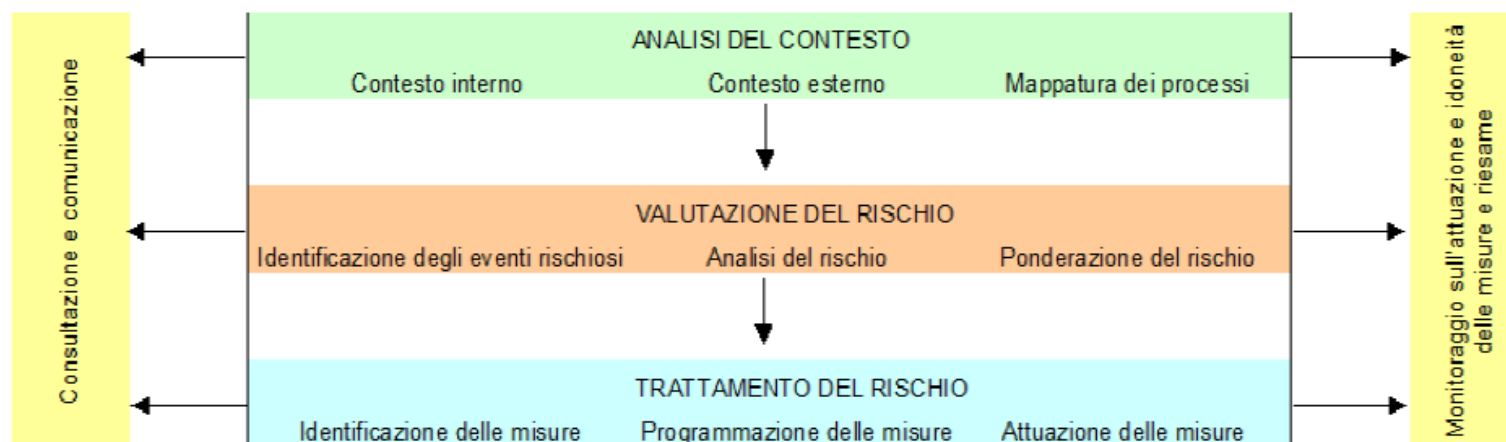 Consultazione e comunicazione
ANALISI DEL CONTESTO
Contesto interno Contesto esterno Mappatura dei processi
VALUTAZIONE DEL RISCHIO
Identificazione degli eventi rischiosi Analisi del rischio Ponderazione del rischio
TRATTAMENTO DEL RISCHIO
Identificazione delle misure Programmazione delle misure Attuazione delle misure
Monitoraggio sull'attuazione e idoneità
delle misure e riesame